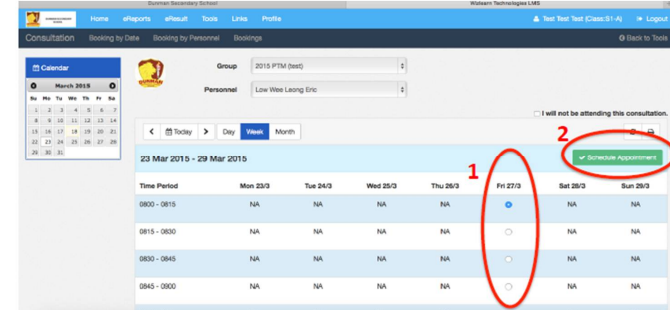 Dunman Secondary School
Wizlearn Technologies LMS
Home eReports eResult Tools Links Profile
Test Test Test (Class:S1-A) Logout
Consultation Booking by Date Booking by Personnel Bookings
Back to Tools
Calendar
March 2015
Su Mo Tu We Th Fr Sa
1 2 3 4 5 6 7
8 9 10 11 12 13 14
15 16 17 18 19 20 21
22 23 24 25 26 27 28
29 30 31
Group 2015 PTM (test)
Personnel Low Wee Leong Eric
I will not be attending this consultation.
Today Day Week Month
2
23 Mar 2015 - 29 Mar 2015
Schedule Appointment
1
Time Period Mon 23/3 Tue 24/3 Wed 25/3 Thu 26/3 Fri 27/3 Sat 28/3 Sun 29/3
0800 - 0815 NA NA NA NA NA NA
0815 - 0830 NA NA NA NA NA NA
0830 - 0845 NA NA NA NA NA NA
0845 - 0900 NA NA NA NA NA NA